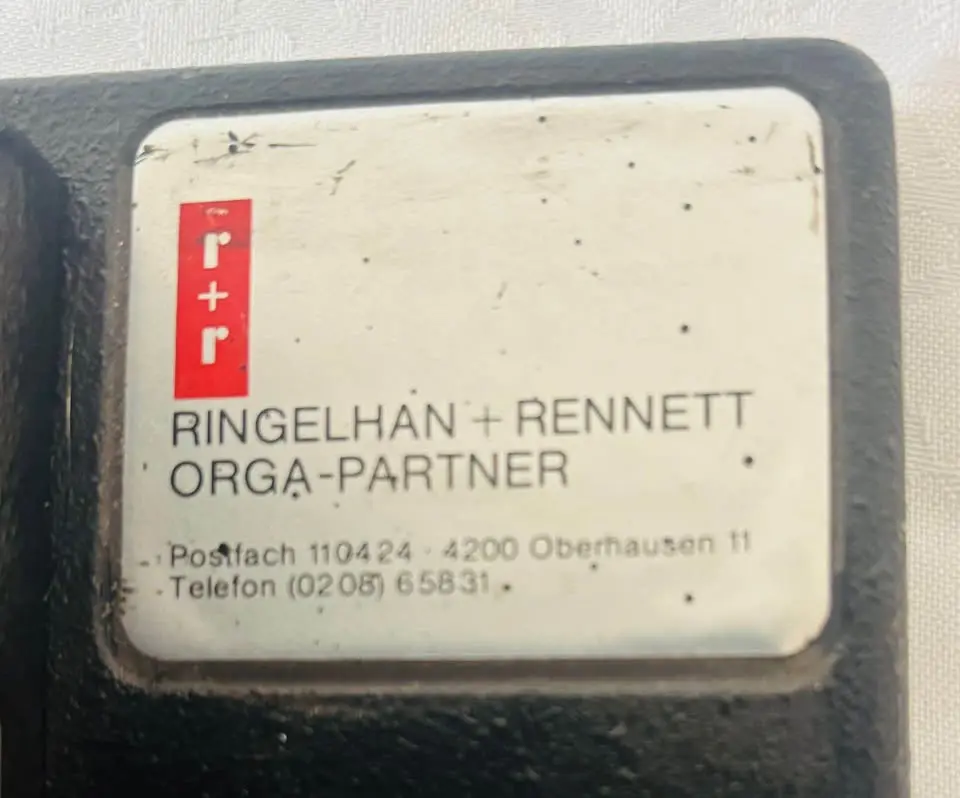 r
+
r
RINGELHAN + RENNETT
ORGA-PARTNER
Postfach 110424 · 4200 Oberhausen 11
Telefon (0208) 65831